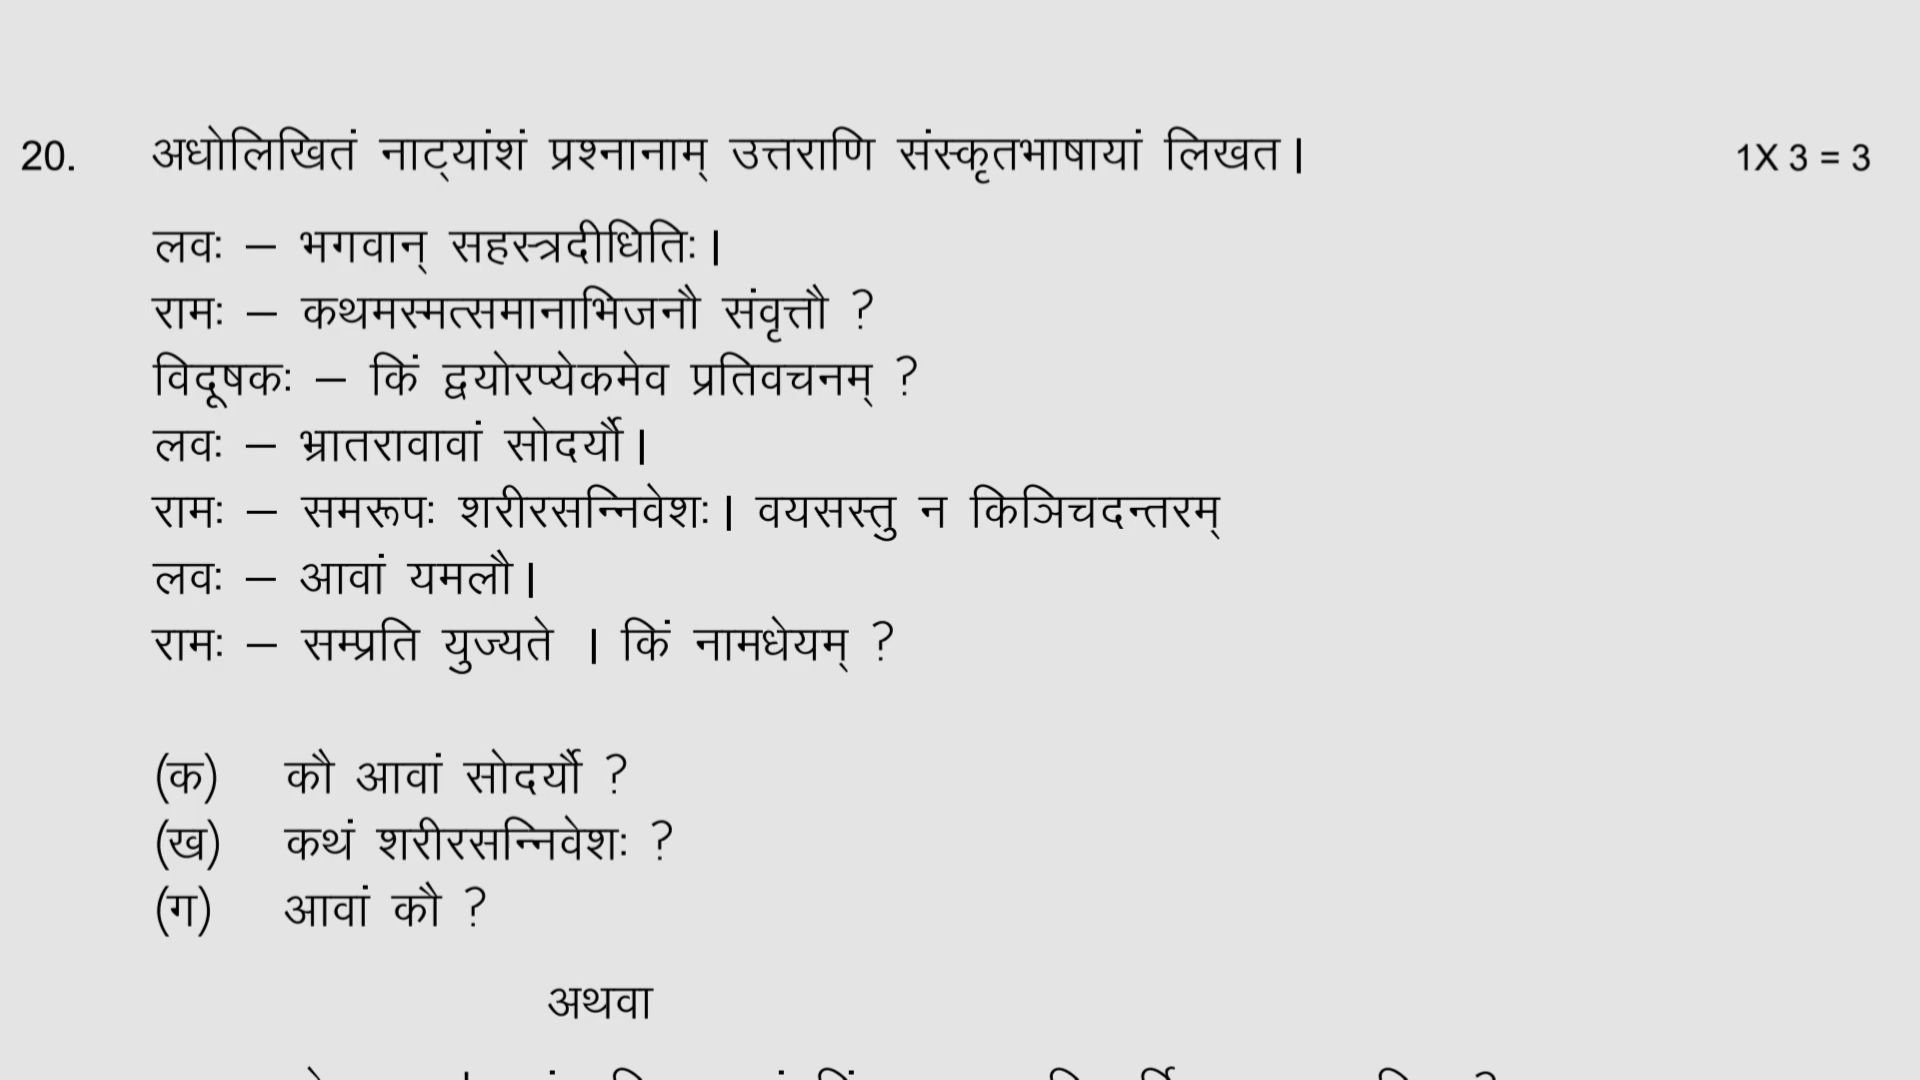 20. अधोलिखितं नाट्यांशं प्रश्नानाम् उत्तराणि संस्कृतभाषायां लिखत। 1X 3 = 3
लवः – भगवान् सहस्त्रदीधितिः।
रामः – कथमस्मत्समानाभिजनौ संवृत्तौ ?
विदूषकः – किं द्वयोरप्येकमेव प्रतिवचनम् ?
लवः – भ्रातरावावां सोदर्यौ।
रामः – समरूपः शरीरसन्निवेशः। वयसस्तु न किञिचदन्तरम्
लवः – आवां यमलौ।
रामः – सम्प्रति युज्यते । किं नामधेयम् ?
(क) कौ आवां सोदर्यौ ?
(ख) कथं शरीरसन्निवेशः ?
(ग) आवां कौ ?
अथवा